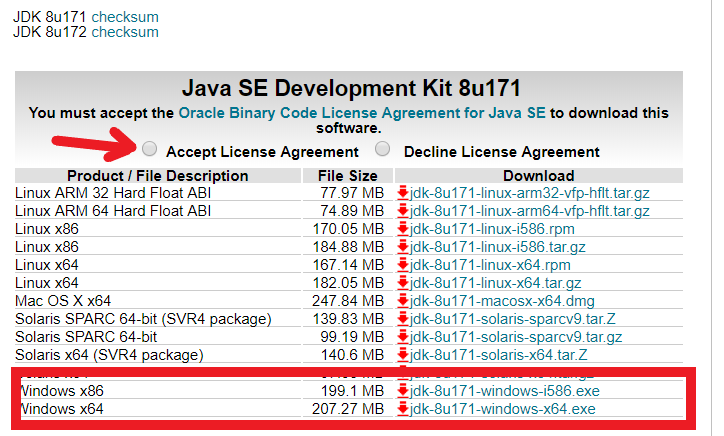 JDK 8u171 checksum
JDK 8u172 checksum
Java SE Development Kit 8u171
You must accept the Oracle Binary Code License Agreement for Java SE to download this
software.
Accept License Agreement Decline License Agreement
Product / File Description File Size Download
Linux ARM 32 Hard Float ABI 77.97 MB jdk-8u171-linux-arm32-vfp-hflt.tar.gz
Linux ARM 64 Hard Float ABI 74.89 MB jdk-8u171-linux-arm64-vfp-hflt.tar.gz
Linux x86 170.05 MB jdk-8u171-linux-i586.rpm
Linux x86 184.88 MB jdk-8u171-linux-i586.tar.gz
Linux x64 167.14 MB jdk-8u171-linux-x64.rpm
Linux x64 182.05 MB jdk-8u171-linux-x64.tar.gz
Mac OS X x64 247.84 MB jdk-8u171-macosx-x64.dmg
Solaris SPARC 64-bit (SVR4 package) 139.83 MB jdk-8u171-solaris-sparcv9.tar.Z
Solaris SPARC 64-bit 99.19 MB jdk-8u171-solaris-sparcv9.tar.gz
Solaris x64 (SVR4 package) 140.6 MB jdk-8u171-solaris-x64.tar.Z
Windows x86 199.1 MB jdk-8u171-windows-i586.exe
Windows x64 207.27 MB jdk-8u171-windows-x64.exe